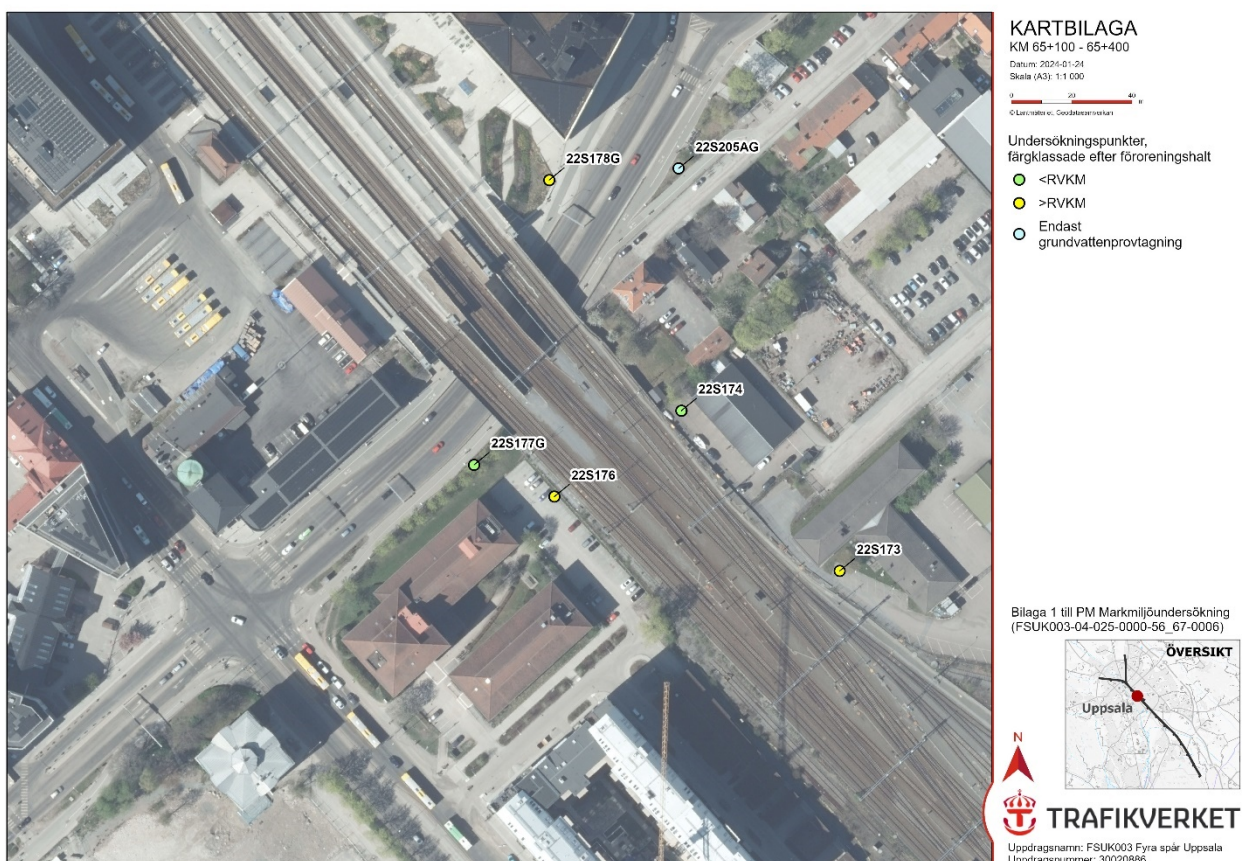 KARTBILAGA
KM 65+100 - 65+400
Datum: 2024-01-24
Skala (A3): 1:1 000
0 20 40
m
© Lantmäteriet, Geodatasamverkan
Undersökningspunkter,
färgklassade efter föroreningshalt
<RVKM
>RVKM
Endast
grundvattenprovtagning
22S178G
22S205AG
22S174
22S177G
22S176
22S173
Bilaga 1 till PM Markmiljöundersökning
(FSUK003-04-025-0000-56_67-0006)
ÖVERSIKT
Uppsala
N
TRAFIKVERKET
Uppdragsnamn: FSUK003 Fyra spår Uppsala
Uppdragsnummer: 30020886